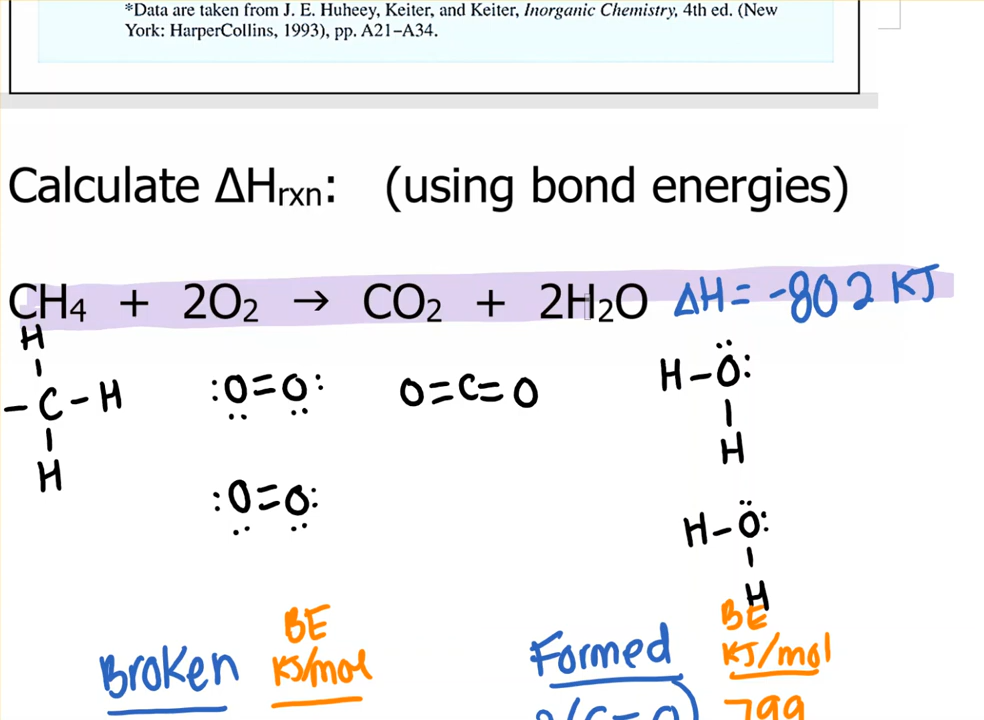 *Data are taken from J. E. Huheey, Keiter, and Keiter, Inorganic Chemistry, 4th ed. (New
York: HarperCollins, 1993), pp. A21–A34.
Calculate ΔHrxn: (using bond energies)
CH4 + 2O2 → CO2 + 2H2O ΔH = -802 KJ
H
- C - H
H
:O=O:
:O=O:
O=C=O
H-O:
H
H-O:
H
Broken
BE
KJ/mol
Formed
BE
KJ/mol
2(C=O)
799